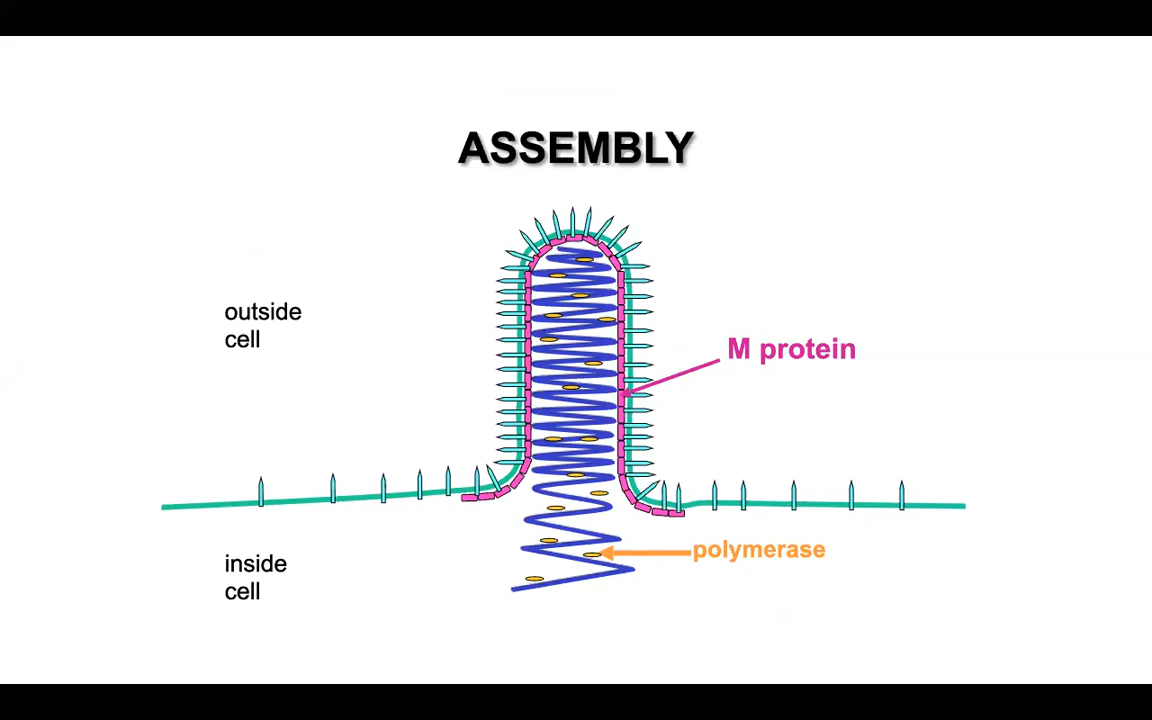 ASSEMBLY
outside
cell
M protein
polymerase
inside
cell